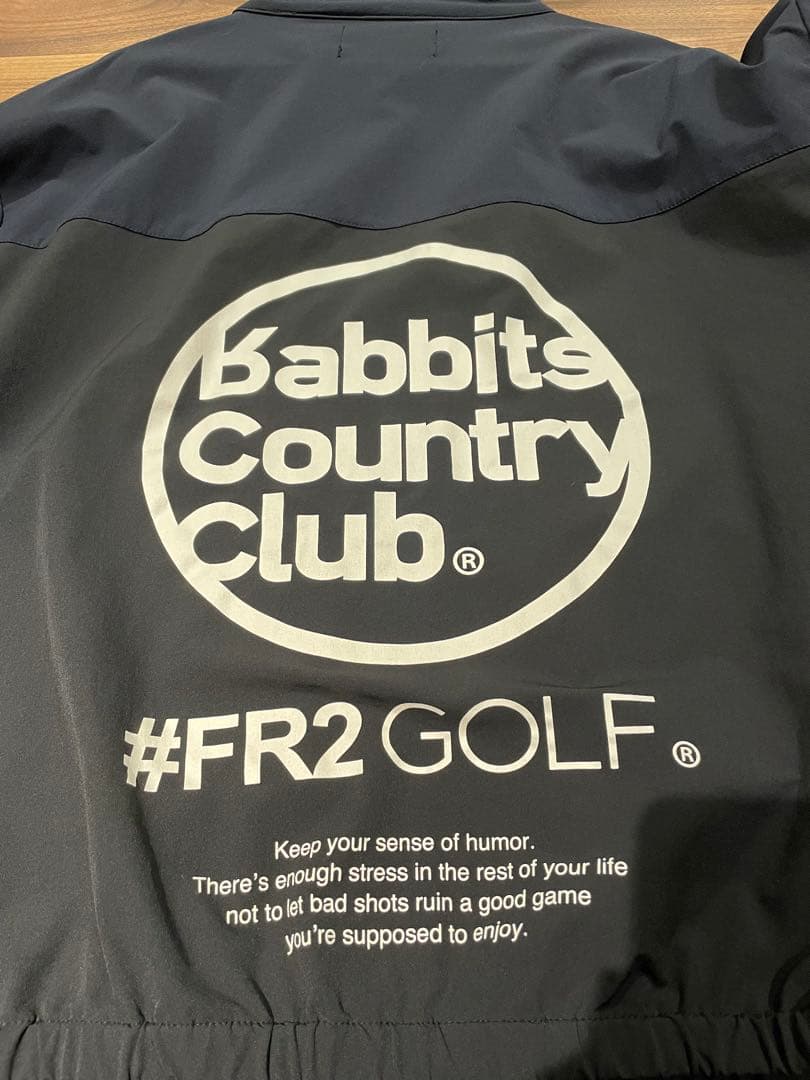 Rabbits
Country
Club.®
#FR2 GOLF®
Keep your sense of humor.
There's enough stress in the rest of your life
not to let bad shots ruin a good game
you're supposed to enjoy.